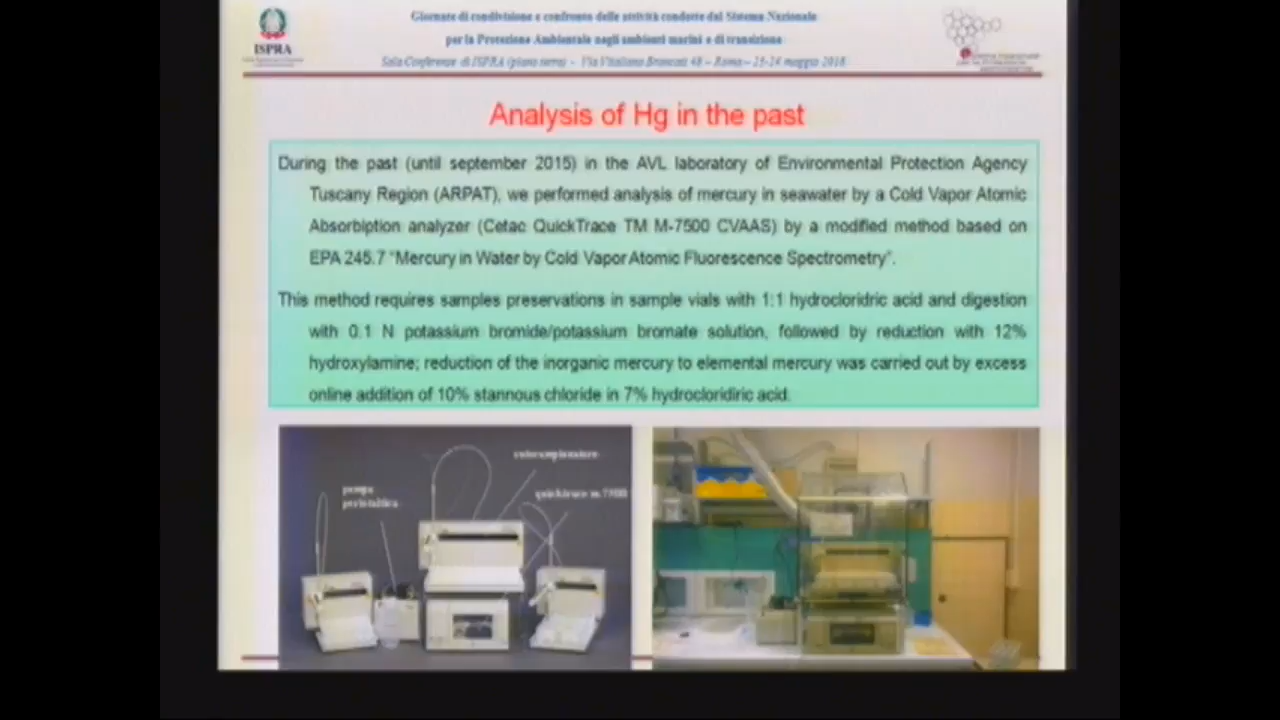 Giornate di condivisione e confronto delle attività condotte dal Sistema Nazionale
per la Protezione Ambientale negli ambienti marini e di transizione
Sala Conferenze di ISPRA (piano terra) - Via Vitaliano Brancati 48 – Roma – 23-24 maggio 2018
ISPRA
Analysis of Hg in the past
During the past (until september 2015) in the AVL laboratory of Environmental Protection Agency
Tuscany Region (ARPAT), we performed analysis of mercury in seawater by a Cold Vapor Atomic
Absorbiption analyzer (Cetac QuickTrace TM M-7500 CVAAS) by a modified method based on
EPA 245.7 "Mercury in Water by Cold Vapor Atomic Fluorescence Spectrometry".
This method requires samples preservations in sample vials with 1:1 hydrocloridric acid and digestion
with 0.1 N potassium bromide/potassium bromate solution, followed by reduction with 12%
hydroxylamine; reduction of the inorganic mercury to elemental mercury was carried out by excess
online addition of 10% stannous chloride in 7% hydrocloridiric acid.
autocampionatore
pompa
peristaltica
quicktrace m-7500